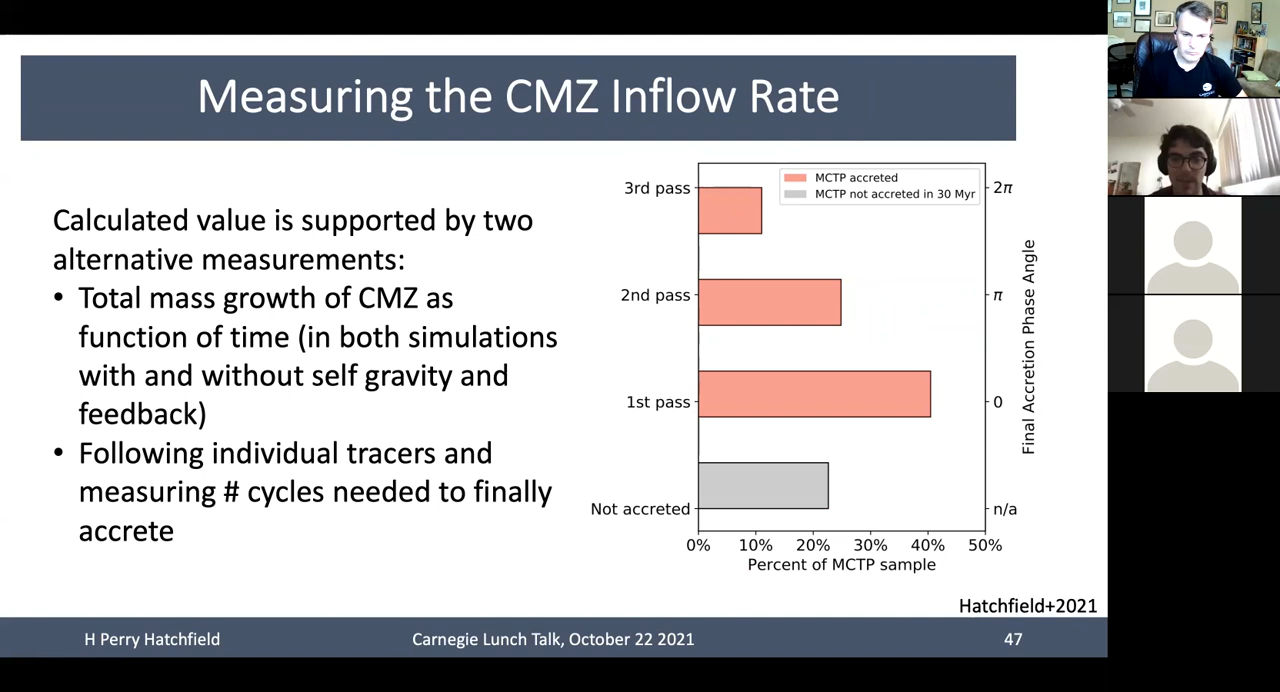 Measuring the CMZ Inflow Rate
Calculated value is supported by two
alternative measurements:
• Total mass growth of CMZ as
function of time (in both simulations
with and without self gravity and
feedback)
• Following individual tracers and
measuring # cycles needed to finally
accrete
MCTP accreted
MCTP not accreted in 30 Myr
3rd pass
2nd pass
1st pass
Not accreted
2π
π
0
n/a
Final Accretion Phase Angle
0% 10% 20% 30% 40% 50%
Percent of MCTP sample
Hatchfield+2021
H Perry Hatchfield
Carnegie Lunch Talk, October 22 2021
47